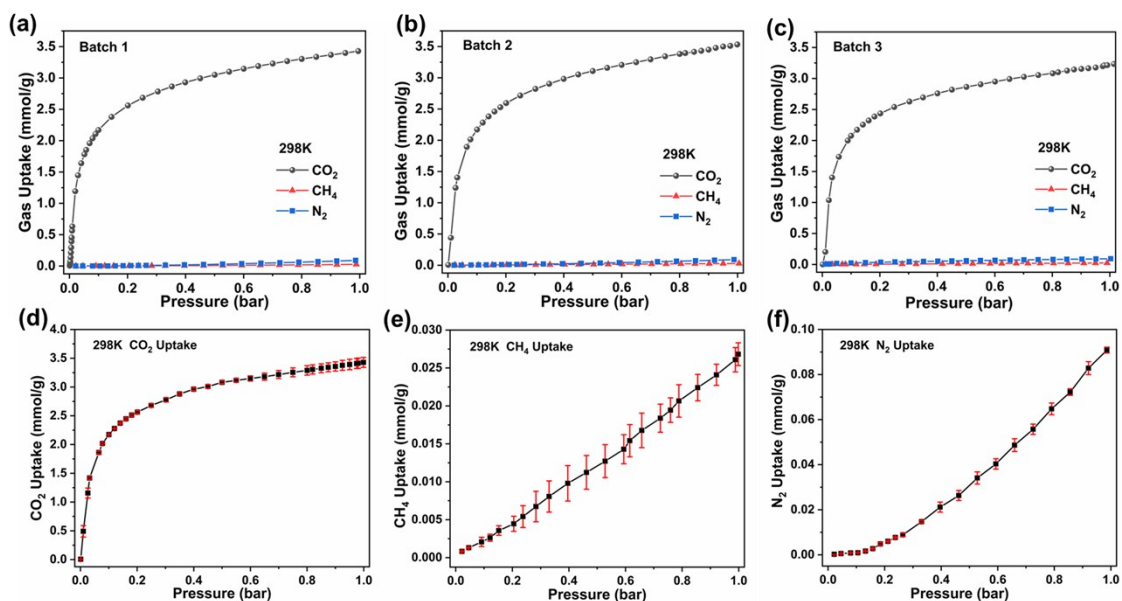 (a)
Batch 1
Gas Uptake (mmol/g)
3.5
3.0
2.5
2.0
1.5
1.0
0.5
0.0
298K
CO₂
CH₄
N₂
0.0 0.2 0.4 0.6 0.8 1.0
Pressure (bar)
(b)
Batch 2
Gas Uptake (mmol/g)
3.5
3.0
2.5
2.0
1.5
1.0
0.5
0.0
298K
CO₂
CH₄
N₂
0.0 0.2 0.4 0.6 0.8 1.0
Pressure (bar)
(c)
Batch 3
Gas Uptake (mmol/g)
3.5
3.0
2.5
2.0
1.5
1.0
0.5
0.0
298K
CO₂
CH₄
N₂
0.0 0.2 0.4 0.6 0.8 1.0
Pressure (bar)
(d)
298K CO₂ Uptake
CO₂ Uptake (mmol/g)
4.0
3.5
3.0
2.5
2.0
1.5
1.0
0.5
0.0
0.0 0.2 0.4 0.6 0.8 1.0
Pressure (bar)
(e)
298K CH₄ Uptake
CH₄ Uptake (mmol/g)
0.030
0.025
0.020
0.015
0.010
0.005
0.000
0.0 0.2 0.4 0.6 0.8 1.0
Pressure (bar)
(f)
298K N₂ Uptake
N₂ Uptake (mmol/g)
0.10
0.08
0.06
0.04
0.02
0.00
0.0 0.2 0.4 0.6 0.8 1.0
Pressure (bar)